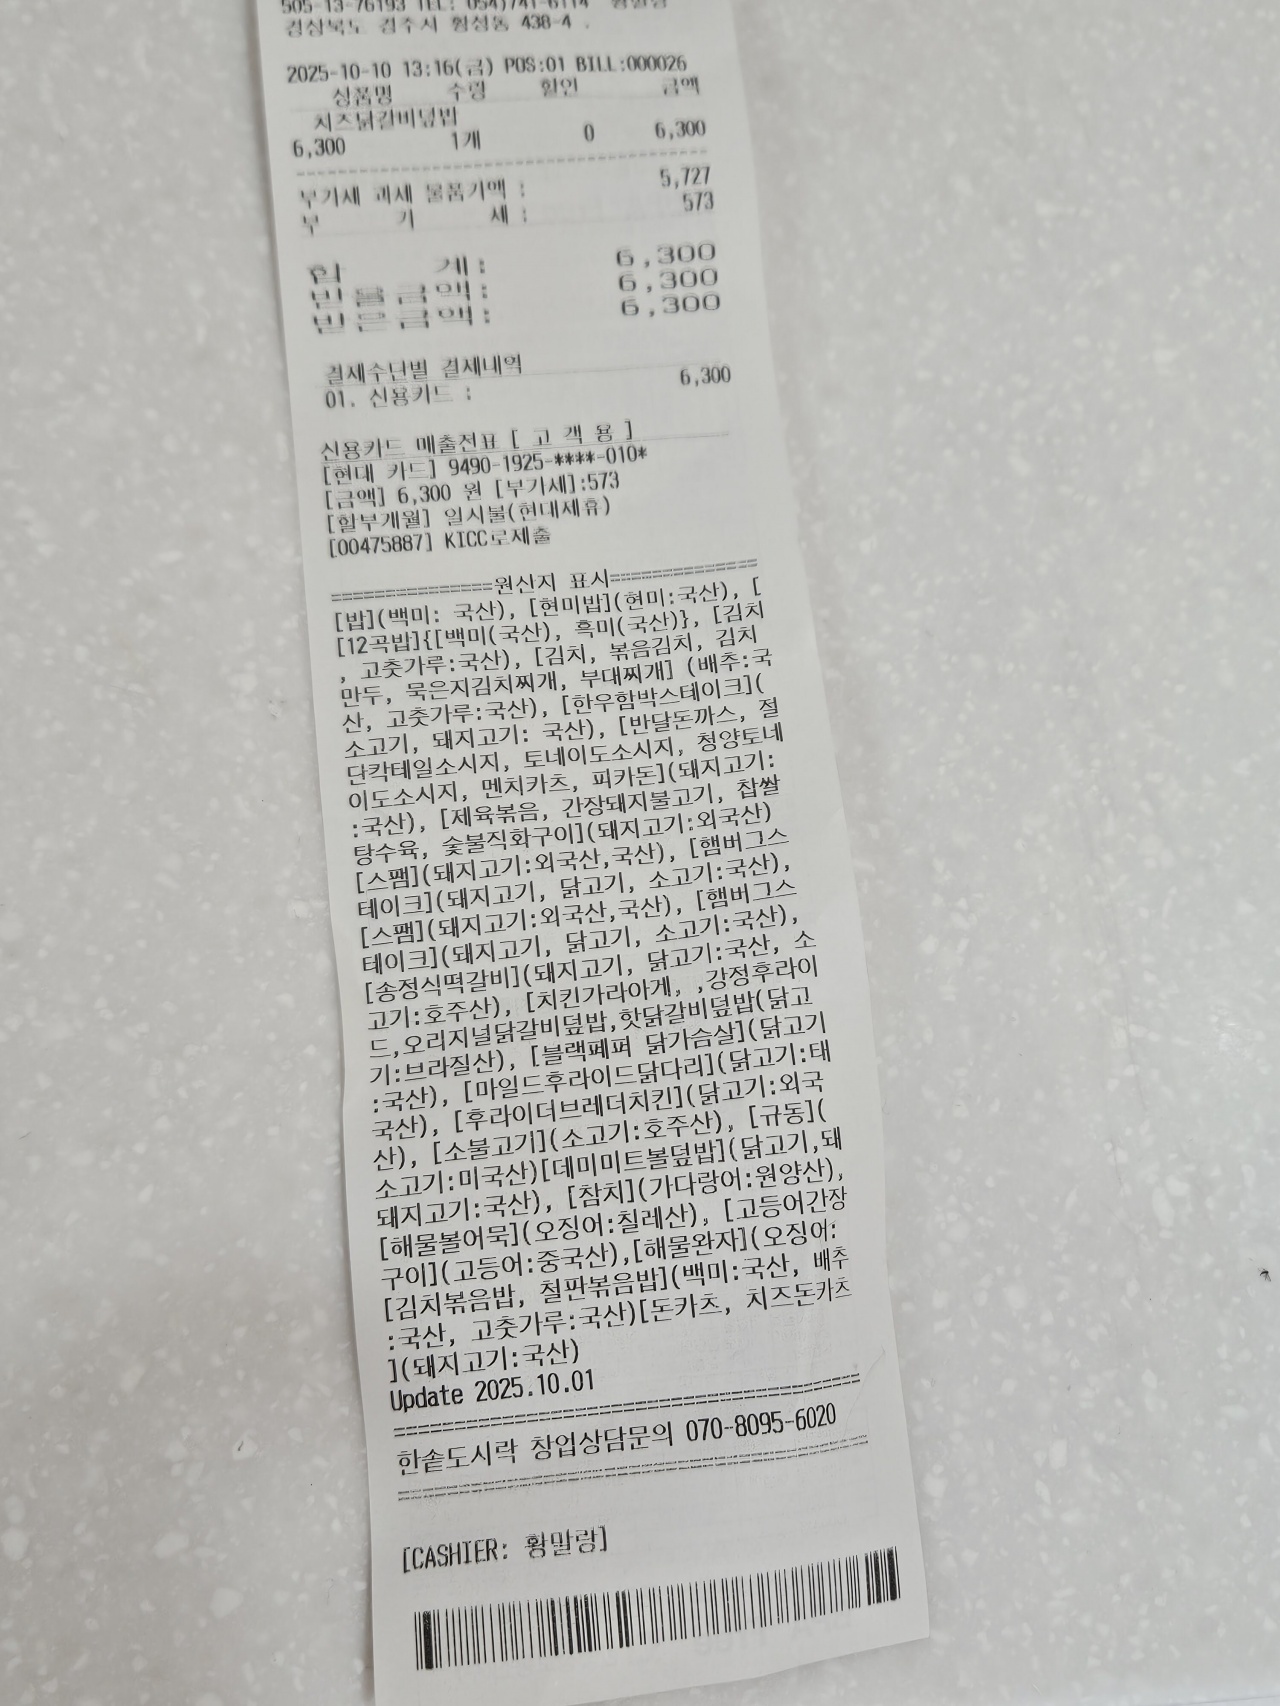 505-13-76193 TEL: 054)741-6114
경상북도 경주시 황성동 438-4 .
2025-10-10 13:16(금) POS:01 BILL:000026
상품명 수량 할인 금액
치즈닭갈비덮밥
6,300 1개 0 6,300
부가세 과세 물품가액 : 5,727
부 가 세 : 573
합 계: 6,300
받을금액: 6,300
받은금액: 6,300
결제수단별 결제내역
01. 신용카드 : 6,300
신용카드 매출전표 [ 고 객 용 ]
[현대 카드] 9490-1925-****-010*
[금액] 6,300 원 [부가세]:573
[할부개월] 일시불(현대제휴)
[00475887] KICC로제출
===============원산지 표시===============
[밥](백미: 국산), [현미밥](현미:국산), [
[12곡밥]{[백미(국산), 흑미(국산)}, [김치
, 고춧가루:국산), [김치, 볶음김치, 김치
만두, 묵은지김치찌개, 부대찌개] (배추:국
산, 고춧가루:국산), [한우함박스테이크](
소고기, 돼지고기: 국산), [반달돈까스, 절
단칵테일소시지, 토네이도소시지, 청양토네
이도소시지, 멘치카츠, 피카돈](돼지고기:
:국산), [제육볶음, 간장돼지불고기, 찹쌀
탕수육, 숯불직화구이](돼지고기:외국산)
[스팸](돼지고기:외국산,국산), [햄버그스
테이크](돼지고기, 닭고기, 소고기:국산),
[스팸](돼지고기:외국산,국산), [햄버그스
테이크](돼지고기, 닭고기, 소고기:국산),
[송정식떡갈비](돼지고기, 닭고기:국산, 소
고기:호주산), [치킨가라아게, ,강정후라이
드,오리지널닭갈비덮밥,핫닭갈비덮밥(닭고
기:브라질산), [블랙페퍼 닭가슴살](닭고기
:국산), [마일드후라이드닭다리](닭고기:태
국산), [후라이더브레더치킨](닭고기:외국
산), [소불고기](소고기:호주산), [규동](
소고기:미국산)[데미미트볼덮밥](닭고기,돼
돼지고기:국산), [참치](가다랑어:원양산),
[해물볼어묵](오징어:칠레산), [고등어간장
구이](고등어:중국산),[해물완자](오징어:
[김치볶음밥, 철판볶음밥](백미:국산, 배추
:국산, 고춧가루:국산)[돈카츠, 치즈돈카츠
](돼지고기:국산)
Update 2025.10.01
한솥도시락 창업상담문의 070-8095-6020
[CASHIER: 황말랑]